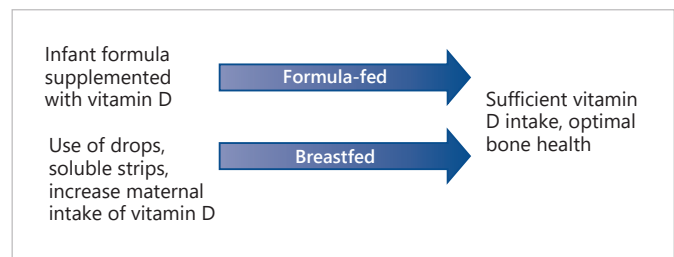 Infant formula
supplemented
with vitamin D
Formula-fed
Use of drops,
soluble strips,
increase maternal
intake of vitamin D
Breastfed
Sufficient vitamin
D intake, optimal
bone health